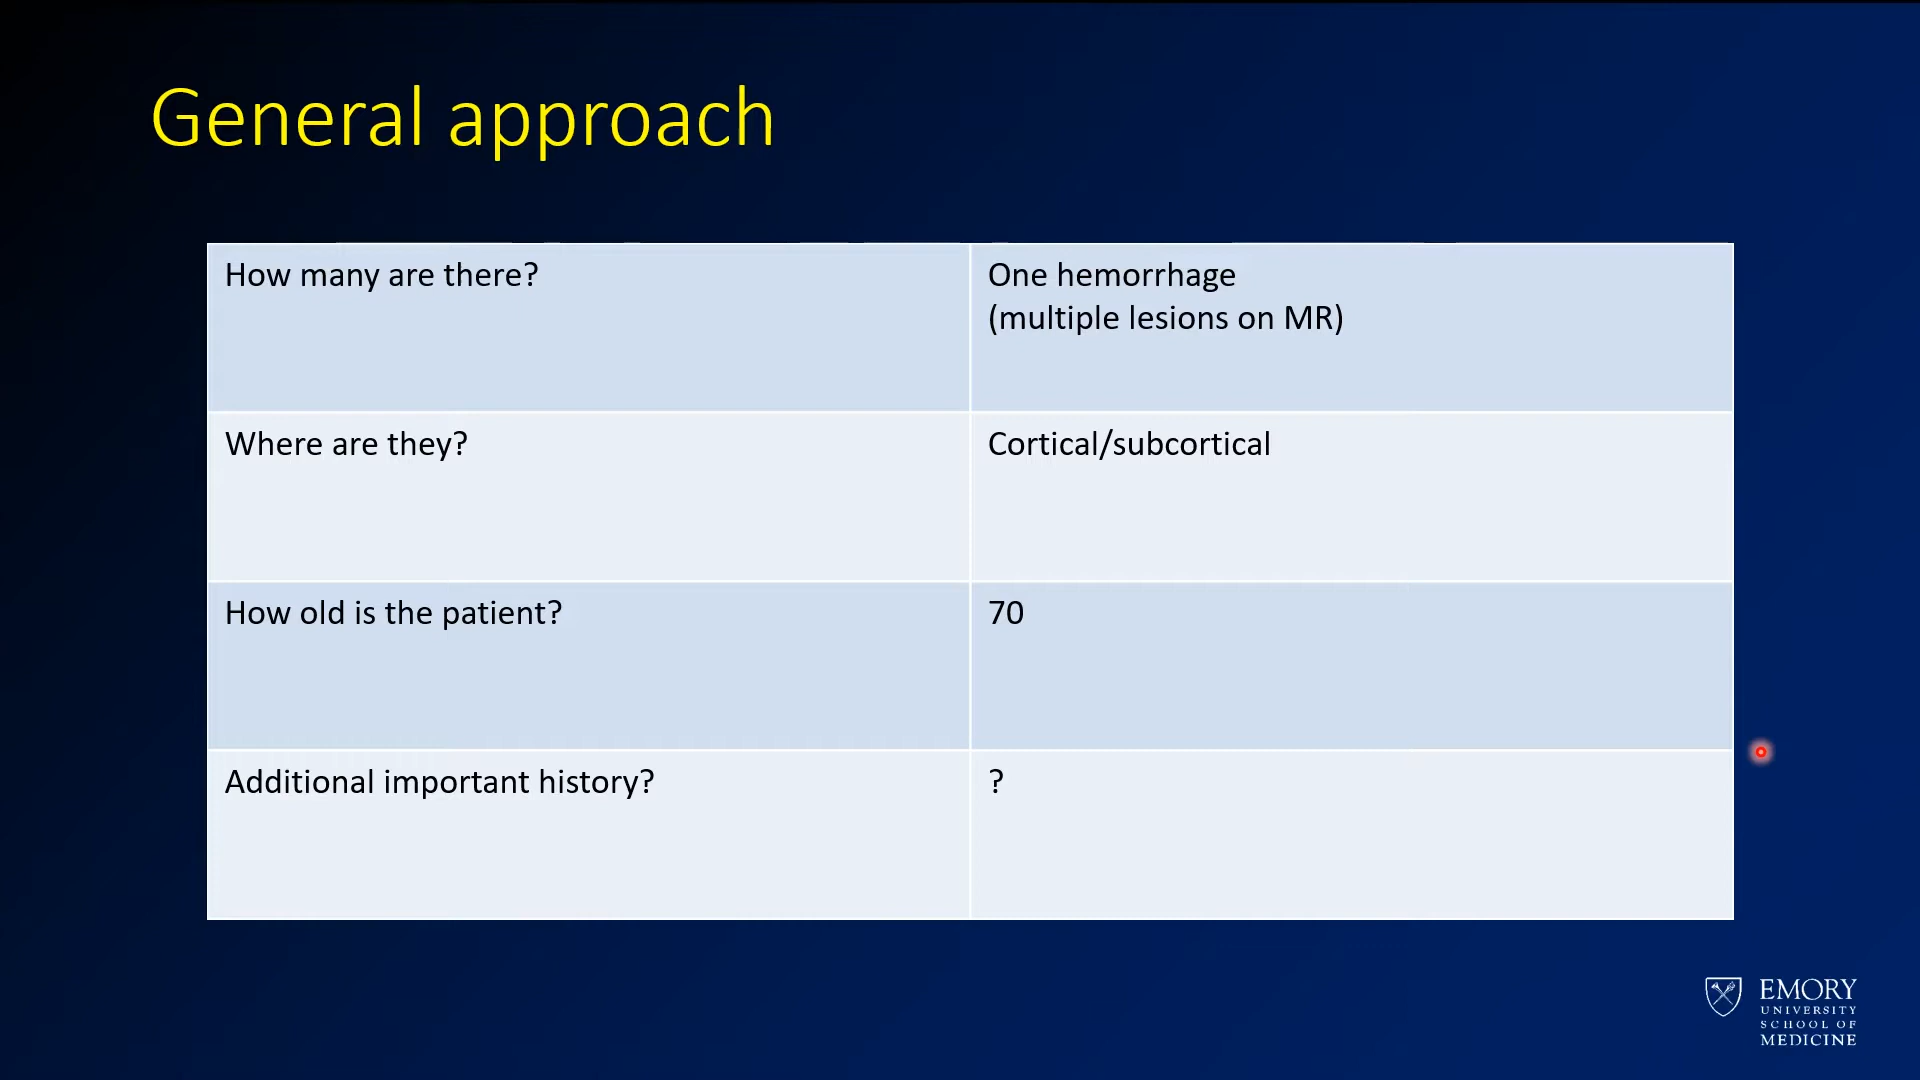 General approach
How many are there?
One hemorrhage
(multiple lesions on MR)
Where are they?
Cortical/subcortical
How old is the patient?
70
Additional important history?
?
EMORY
UNIVERSITY
SCHOOL OF
MEDICINE